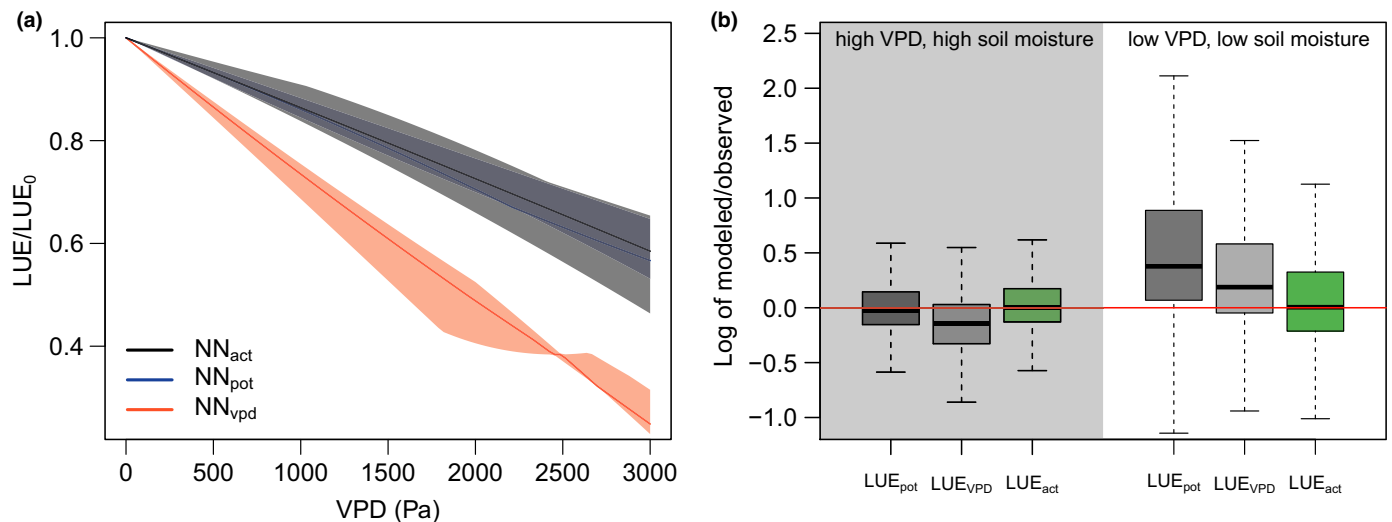 (a)
1.0
0.8
0.6
0.4
LUE/LUE0
NNact
NNpot
NNvpd
0 500 1000 1500 2000 2500 3000
VPD (Pa)
(b)
high VPD, high soil moisture
low VPD, low soil moisture
2.5
2.0
1.5
1.0
0.5
0.0
−0.5
−1.0
Log of modeled/observed
LUEpot LUEVPD LUEact
LUEpot LUEVPD LUEact